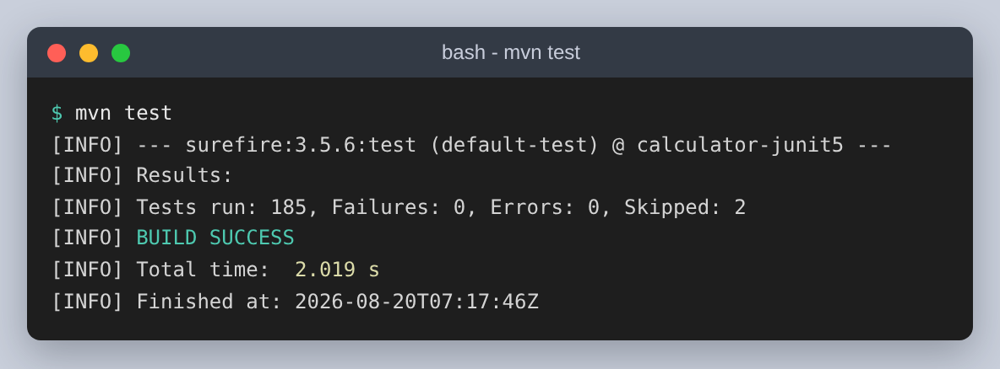 bash - mvn test
$ mvn test
[INFO] --- surefire:3.5.6:test (default-test) @ calculator-junit5 ---
[INFO] Results:
[INFO] Tests run: 185, Failures: 0, Errors: 0, Skipped: 2
[INFO] BUILD SUCCESS
[INFO] Total time:  2.019 s
[INFO] Finished at: 2026-08-20T07:17:46Z